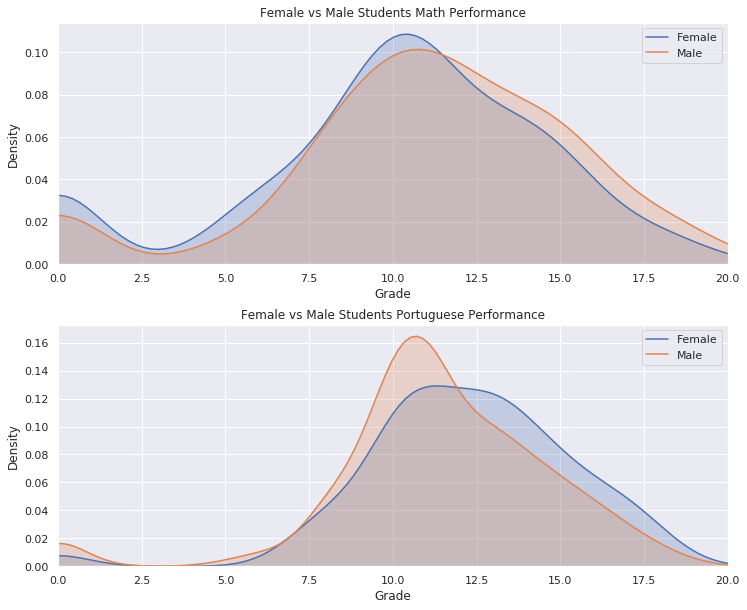 Female vs Male Students Math Performance
Female
Male
0.10
0.08
0.06
0.04
0.02
0.00
Density
0.0 2.5 5.0 7.5 10.0 12.5 15.0 17.5 20.0
Grade
Female vs Male Students Portuguese Performance
Female
Male
0.16
0.14
0.12
0.10
0.08
0.06
0.04
0.02
0.00
Density
0.0 2.5 5.0 7.5 10.0 12.5 15.0 17.5 20.0
Grade